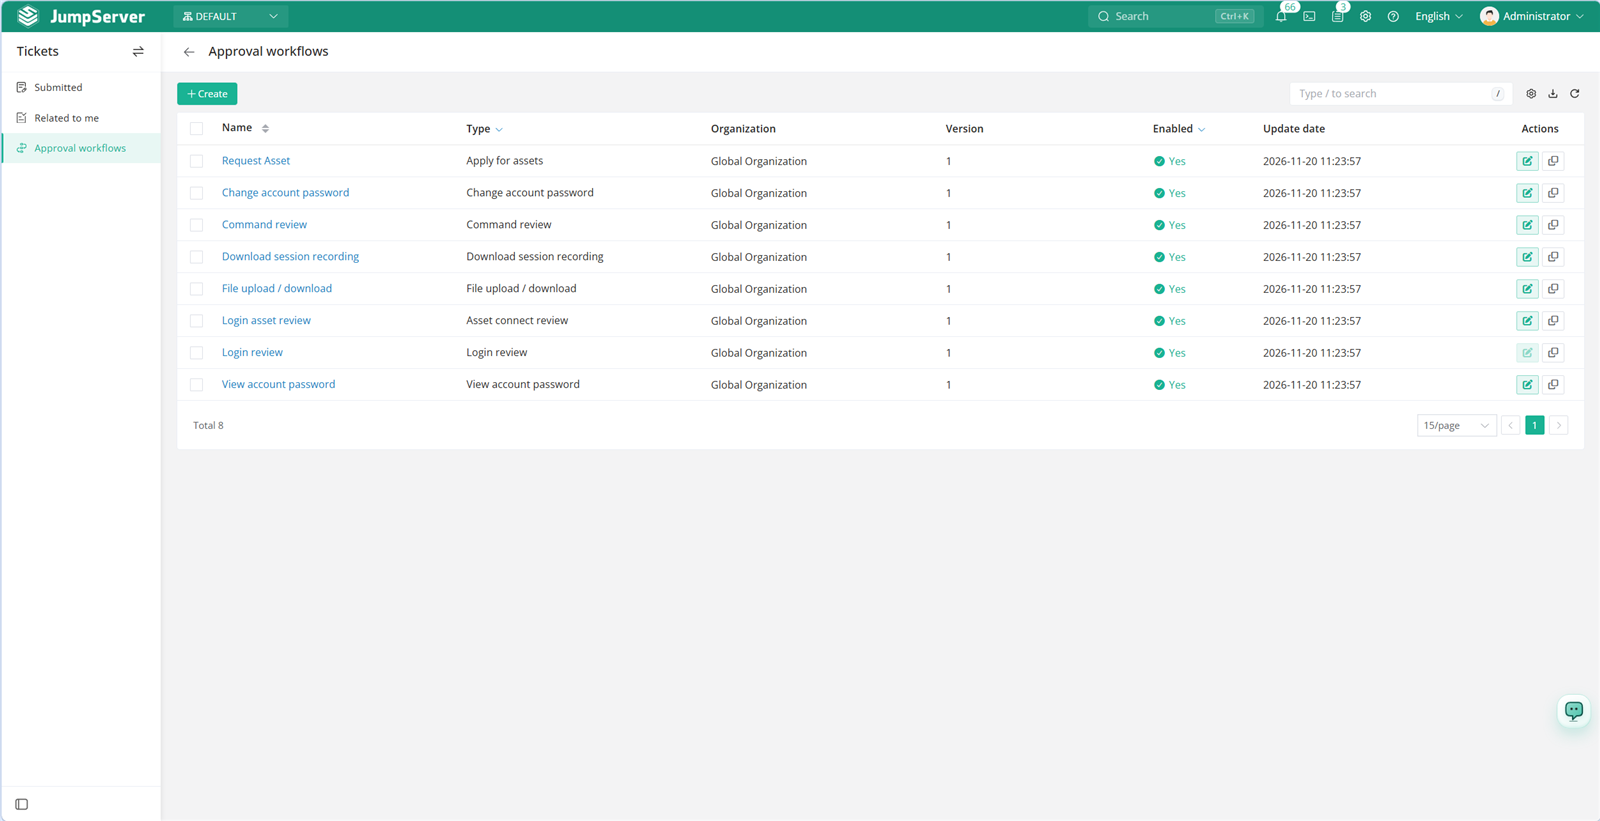 JumpServer DEFAULT Search Ctrl+K 66 3 English Administrator
Tickets
Approval workflows
Submitted
Related to me
Approval workflows
+ Create
Type / to search /
Name Type Organization Version Enabled Update date Actions
Request Asset Apply for assets Global Organization 1 Yes 2026-11-20 11:23:57
Change account password Change account password Global Organization 1 Yes 2026-11-20 11:23:57
Command review Command review Global Organization 1 Yes 2026-11-20 11:23:57
Download session recording Download session recording Global Organization 1 Yes 2026-11-20 11:23:57
File upload / download File upload / download Global Organization 1 Yes 2026-11-20 11:23:57
Login asset review Asset connect review Global Organization 1 Yes 2026-11-20 11:23:57
Login review Login review Global Organization 1 Yes 2026-11-20 11:23:57
View account password View account password Global Organization 1 Yes 2026-11-20 11:23:57
Total 8 15/page 1